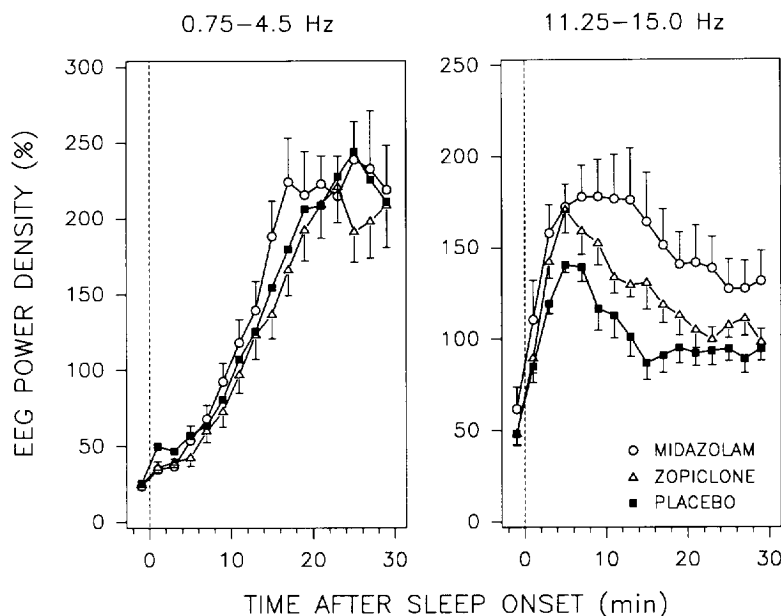 0.75–4.5 Hz
11.25–15.0 Hz
EEG POWER DENSITY (%)
300
250
200
150
100
50
0
250
200
150
100
50
0
MIDAZOLAM
ZOPICLONE
PLACEBO
0 10 20 30
0 10 20 30
TIME AFTER SLEEP ONSET (min)